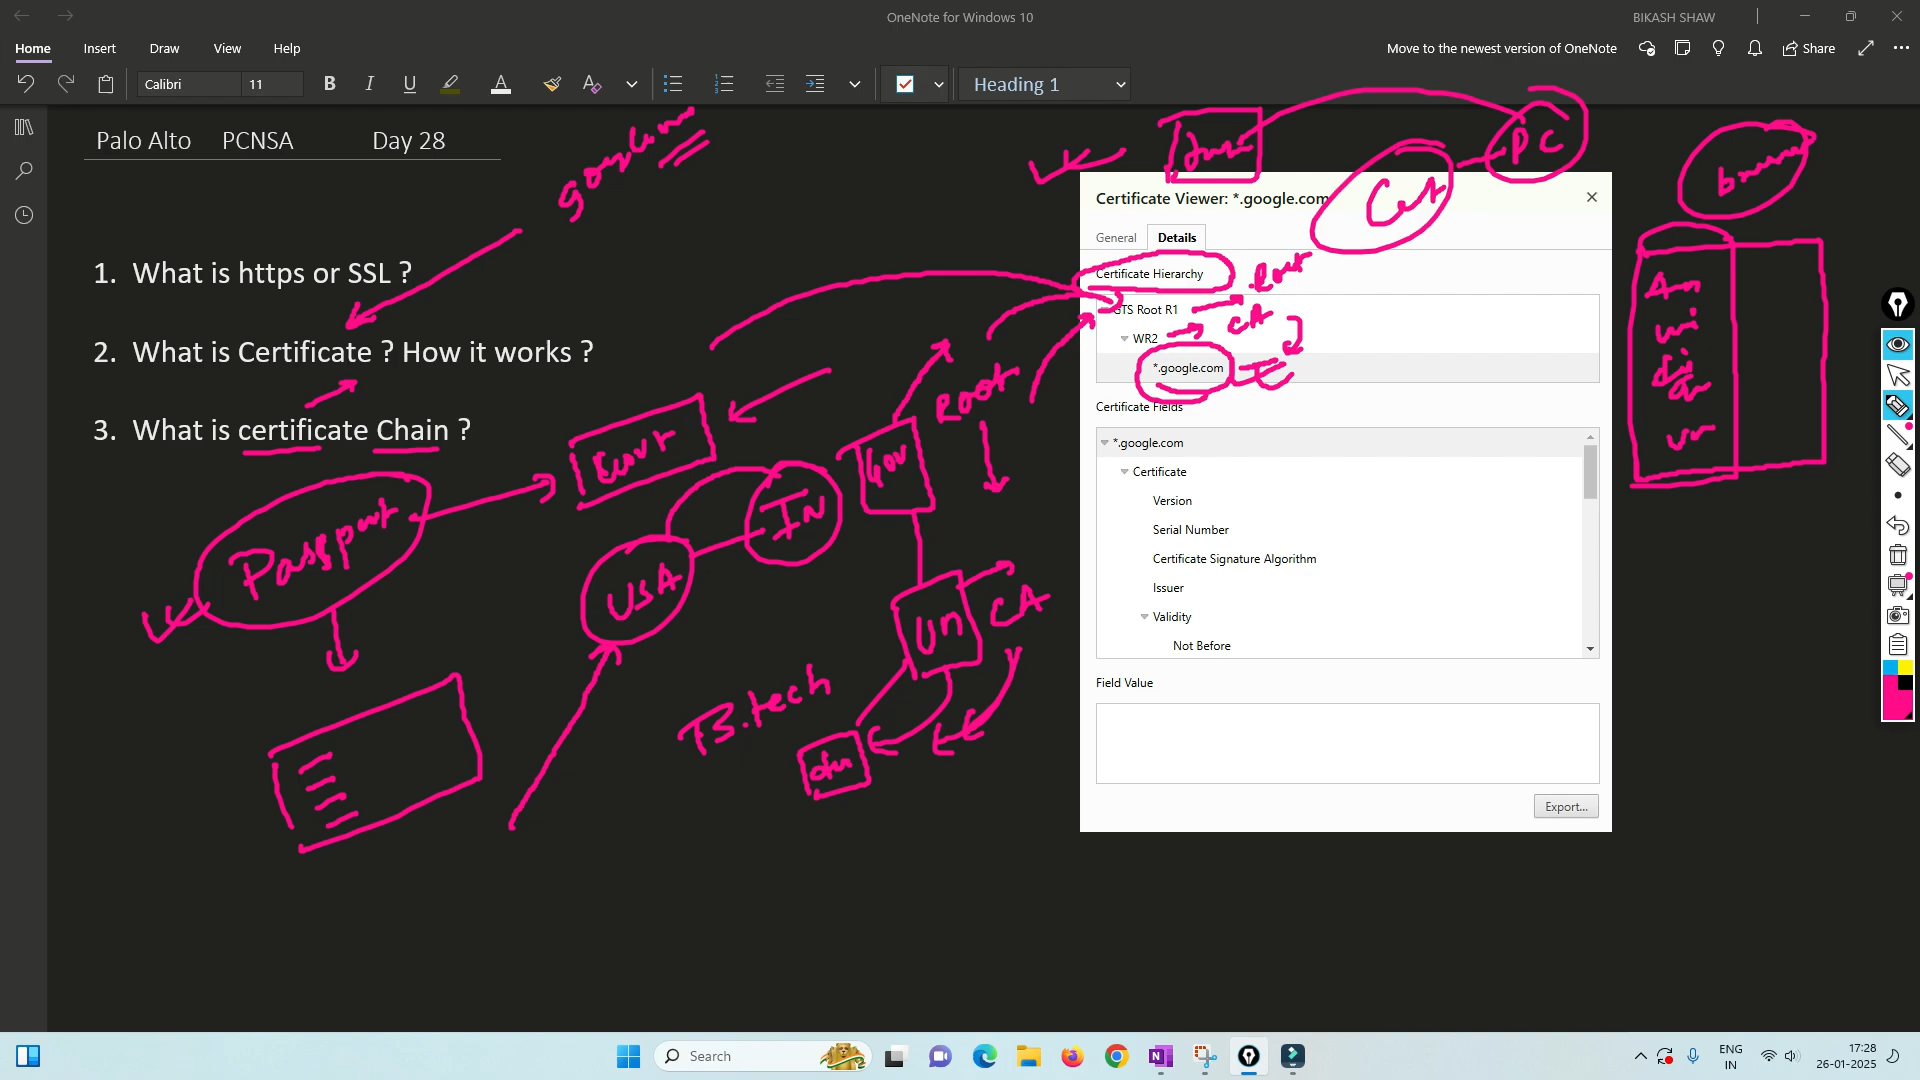 OneNote for Windows 10
BIKASH SHAW
Home Insert Draw View Help
Move to the newest version of OneNote
Share
Calibri 11 B I U A A Heading 1
Palo Alto PCNSA Day 28
PC
Cert
1. What is https or SSL ?
2. What is Certificate ? How it works ?
3. What is certificate Chain ?
Passport
USA
IN
Gov
ROOT
Un
CA
TB.tech
Certificate Viewer: *.google.com
General Details
Certificate Hierarchy
Root
GTS Root R1
CA
WR2
*.google.com
Certificate Fields
*.google.com
Certificate
Version
Serial Number
Certificate Signature Algorithm
Issuer
Validity
Not Before
Field Value
Export...
Search
ENG
IN
17:28
26-01-2025